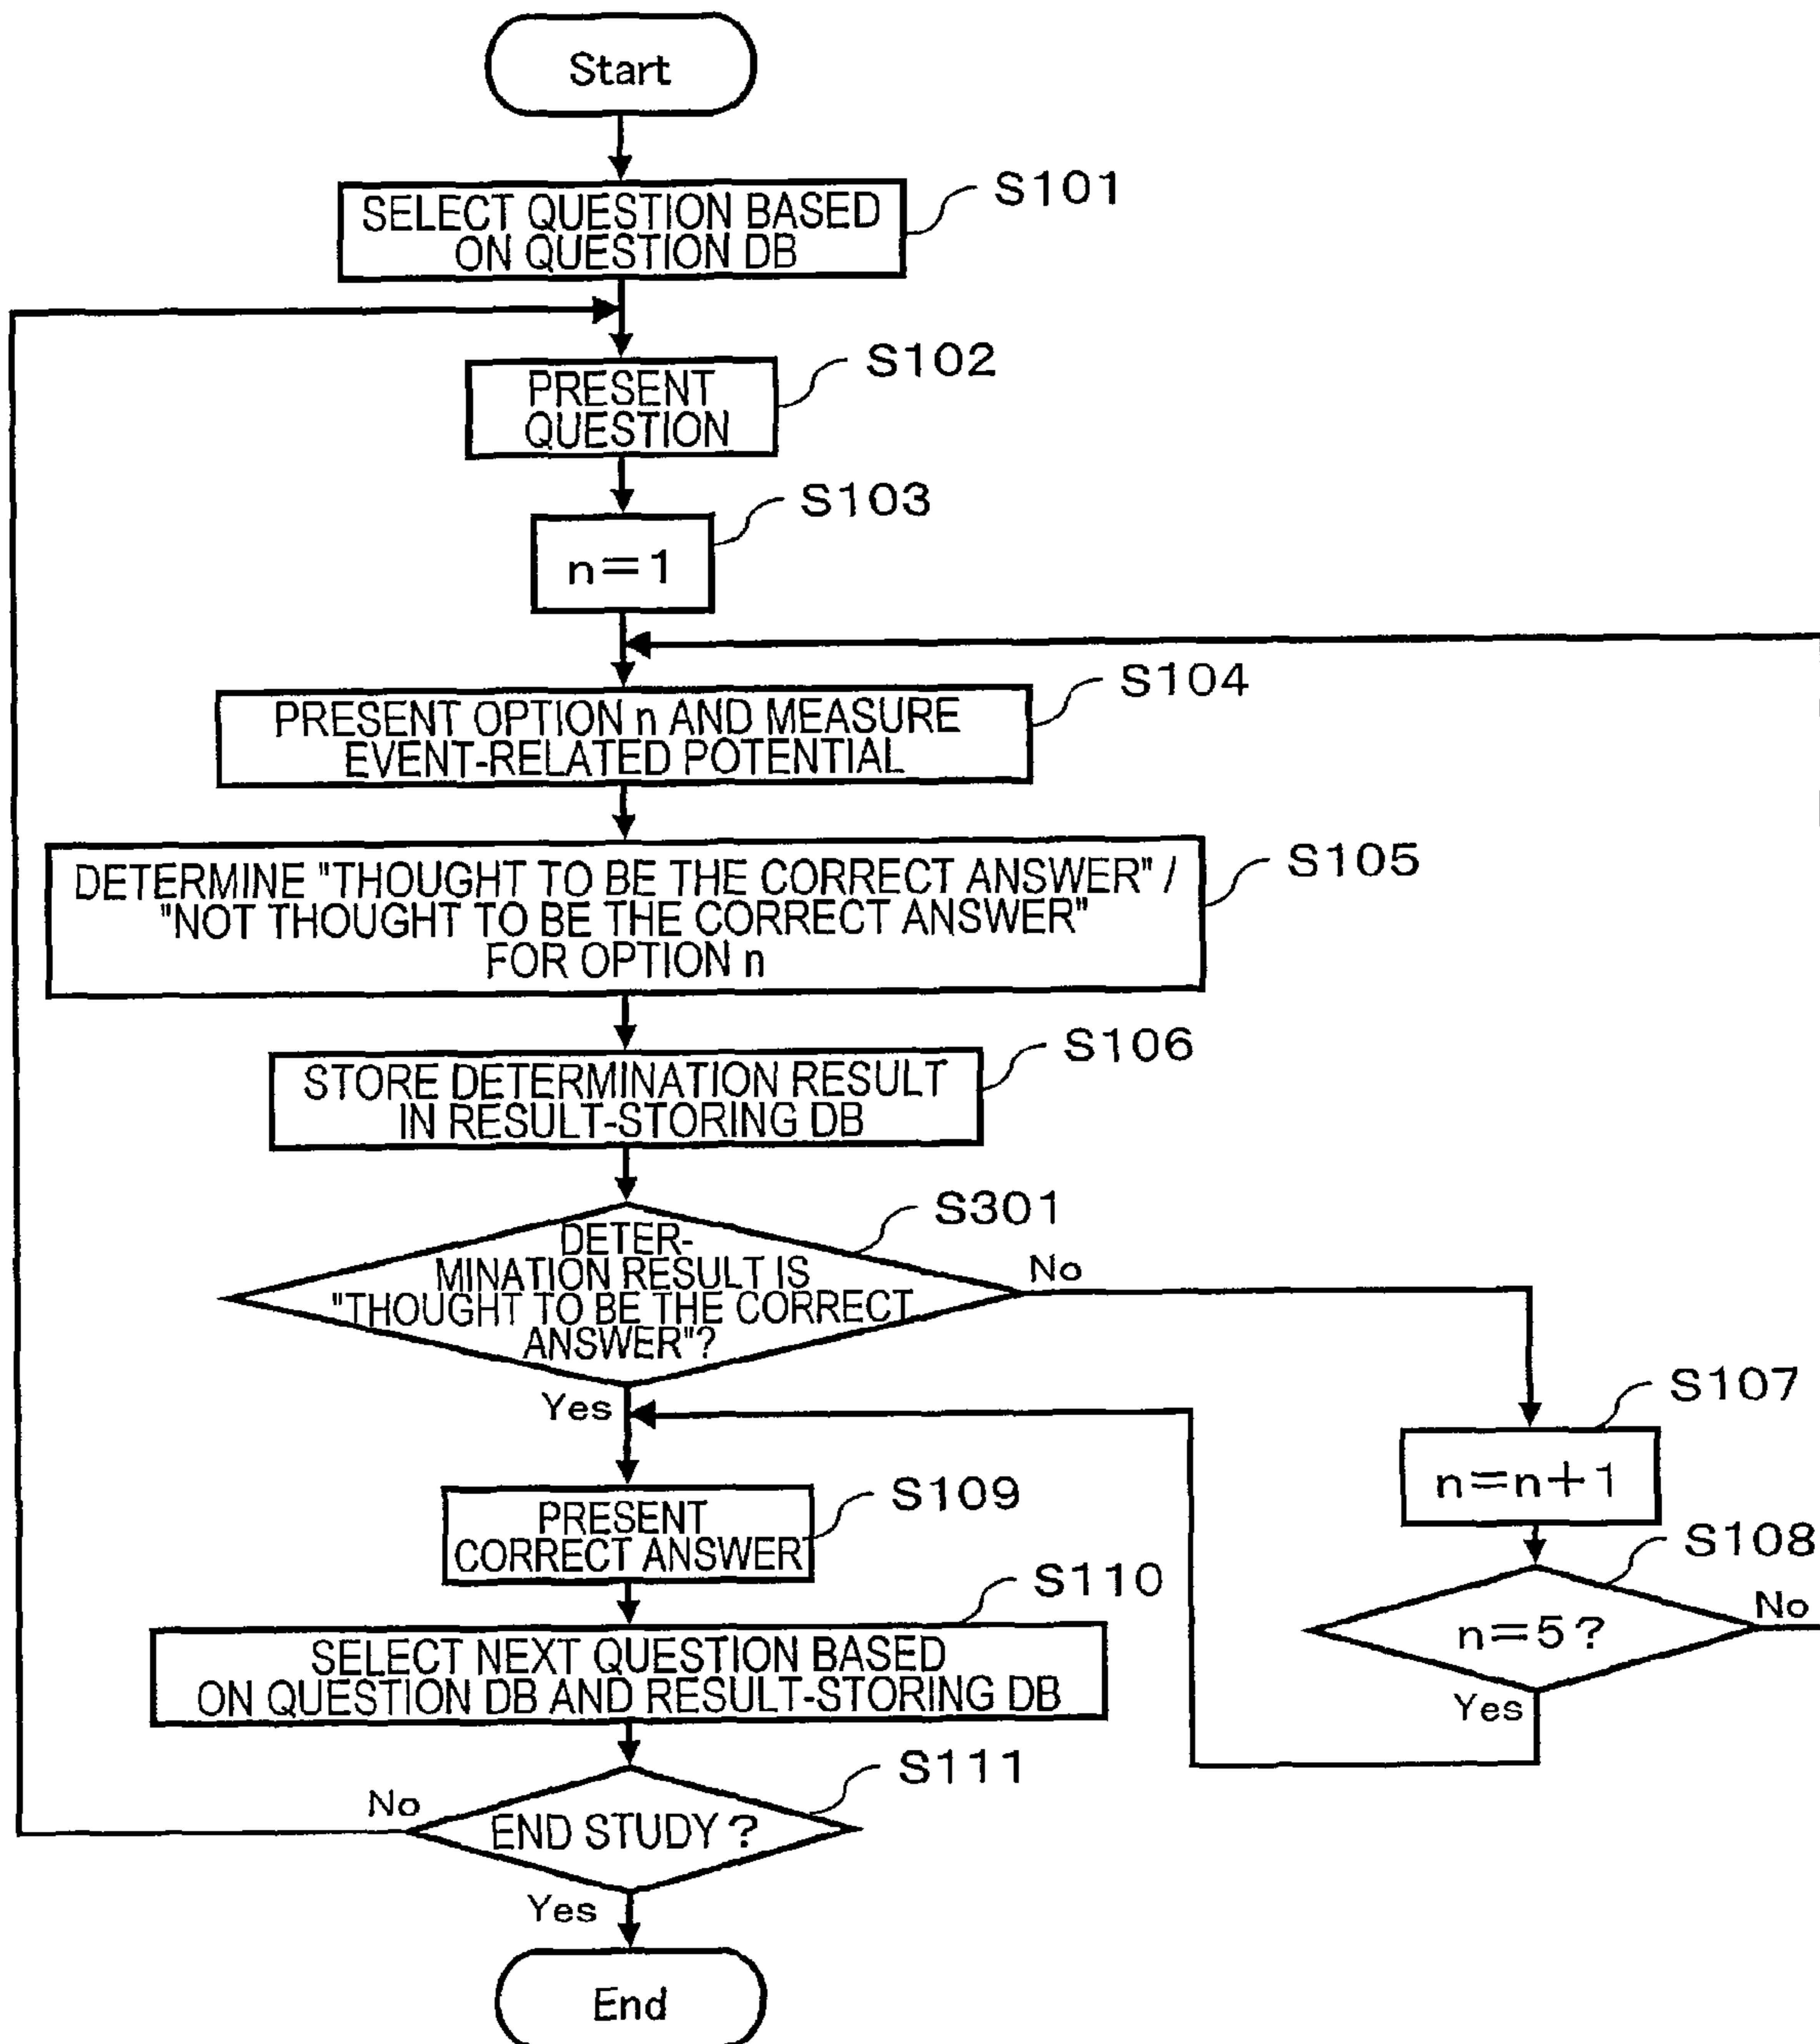 Start
S101
SELECT QUESTION BASED
ON QUESTION DB
S102
PRESENT
QUESTION
S103
n=1
S104
PRESENT OPTION n AND MEASURE
EVENT-RELATED POTENTIAL
S105
DETERMINE "THOUGHT TO BE THE CORRECT ANSWER" /
"NOT THOUGHT TO BE THE CORRECT ANSWER"
FOR OPTION n
S106
STORE DETERMINATION RESULT
IN RESULT-STORING DB
S301
DETER-
MINATION RESULT IS
"THOUGHT TO BE THE CORRECT
ANSWER"?
No
Yes
S107
n=n+1
S108
n=5?
No
Yes
S109
PRESENT
CORRECT ANSWER
S110
SELECT NEXT QUESTION BASED
ON QUESTION DB AND RESULT-STORING DB
S111
END STUDY?
No
Yes
End